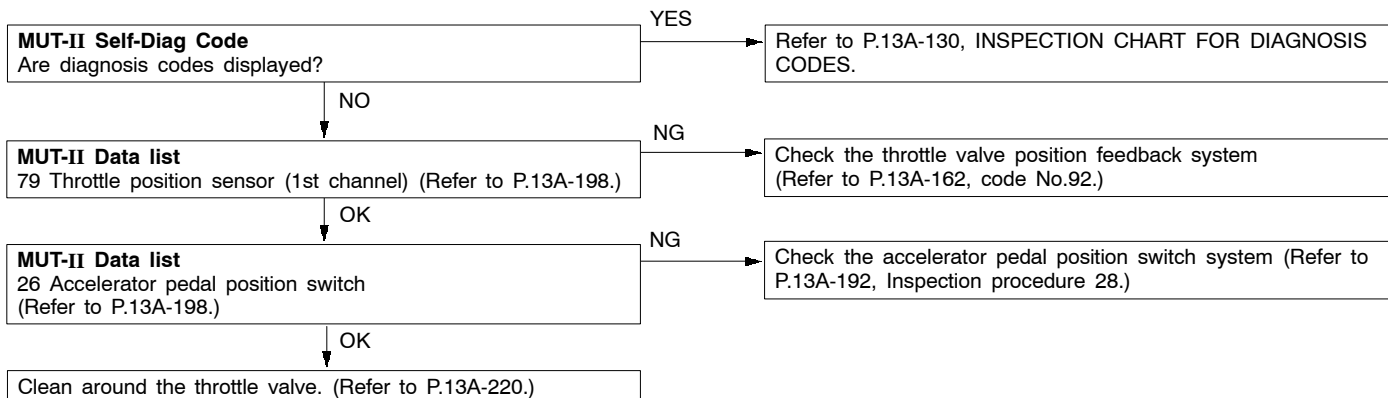 YES
MUT-II Self-Diag Code
Are diagnosis codes displayed?
Refer to P.13A-130, INSPECTION CHART FOR DIAGNOSIS
CODES.
NO
NG
MUT-II Data list
79 Throttle position sensor (1st channel) (Refer to P.13A-198.)
Check the throttle valve position feedback system
(Refer to P.13A-162, code No.92.)
OK
NG
MUT-II Data list
26 Accelerator pedal position switch
(Refer to P.13A-198.)
Check the accelerator pedal position switch system (Refer to
P.13A-192, Inspection procedure 28.)
OK
Clean around the throttle valve. (Refer to P.13A-220.)